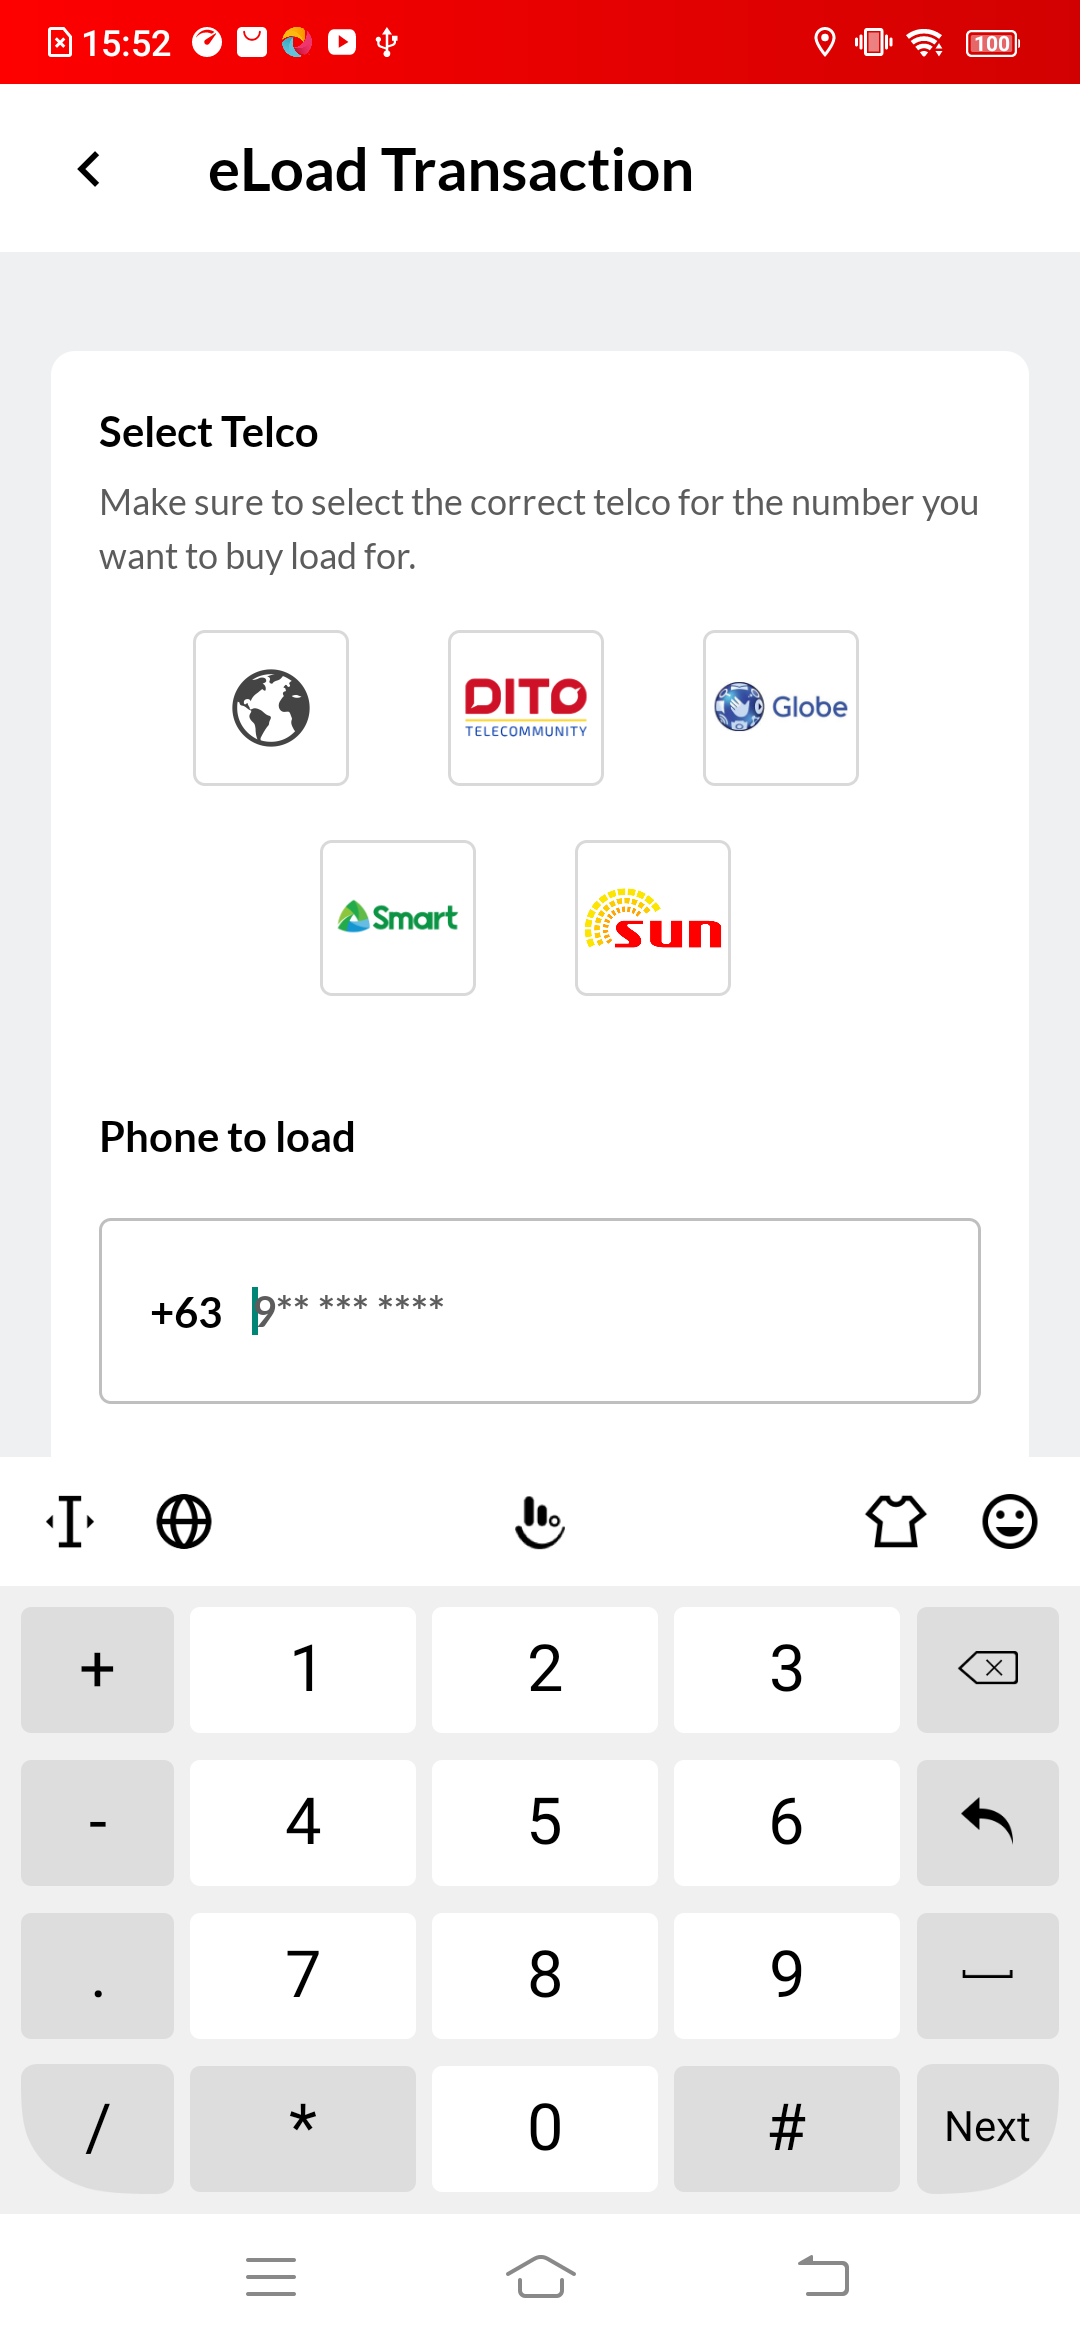 15:52
100
eLoad Transaction
Select Telco
Make sure to select the correct telco for the number you
want to buy load for.
DITO
TELECOMMUNITY
Globe
Smart
sun
Phone to load
+63 9** *** ****
+ 1 2 3
- 4 5 6
. 7 8 9
/ * 0 # Next